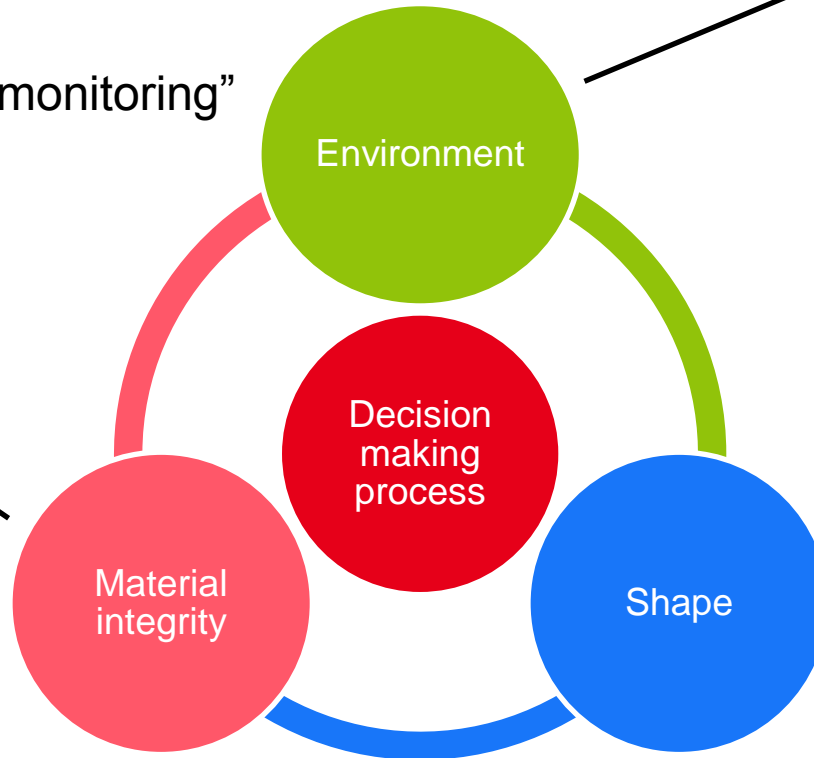 monitoring”
Environment
Decision
making
process
Material
integrity
Shape